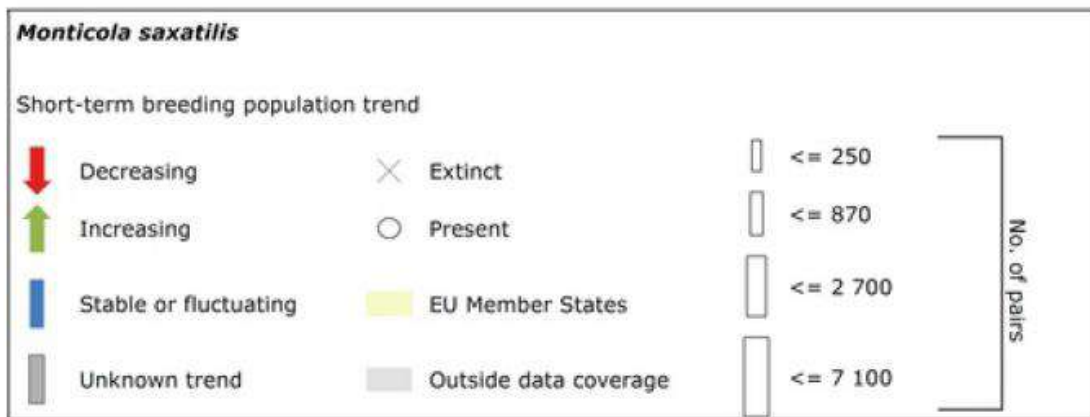 Monticola saxatilis
Short-term breeding population trend
Decreasing
Extinct
<= 250
Increasing
Present
<= 870
Stable or fluctuating
EU Member States
<= 2 700
Unknown trend
Outside data coverage
<= 7 100
No. of pairs